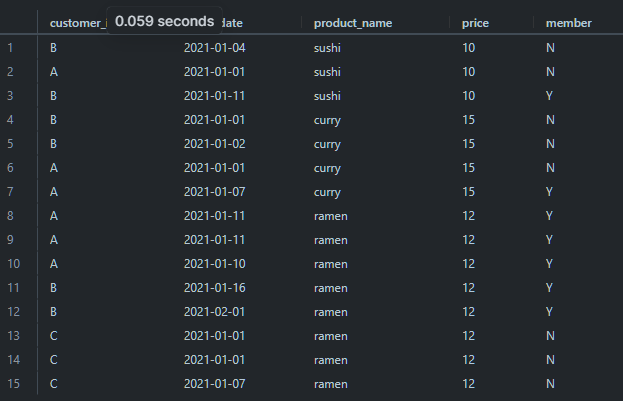 customer_ 0.059 seconds date product_name price member
1 B 2021-01-04 sushi 10 N
2 A 2021-01-01 sushi 10 N
3 B 2021-01-11 sushi 10 Y
4 B 2021-01-01 curry 15 N
5 B 2021-01-02 curry 15 N
6 A 2021-01-01 curry 15 N
7 A 2021-01-07 curry 15 Y
8 A 2021-01-11 ramen 12 Y
9 A 2021-01-11 ramen 12 Y
10 A 2021-01-10 ramen 12 Y
11 B 2021-01-16 ramen 12 Y
12 B 2021-02-01 ramen 12 Y
13 C 2021-01-01 ramen 12 N
14 C 2021-01-01 ramen 12 N
15 C 2021-01-07 ramen 12 N